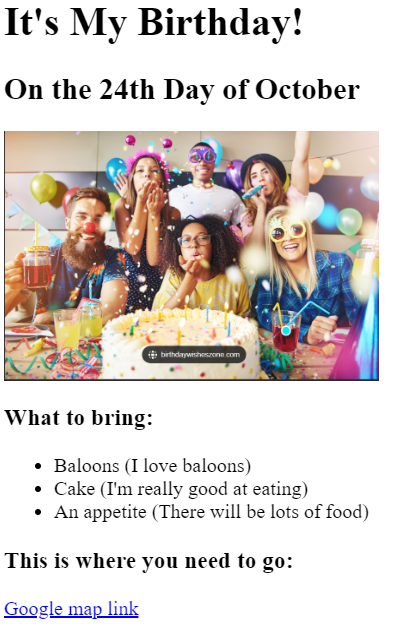 It's My Birthday!
On the 24th Day of October
birthdaywisheszone.com
What to bring:
Baloons (I love baloons)
Cake (I'm really good at eating)
An appetite (There will be lots of food)
This is where you need to go:
Google map link